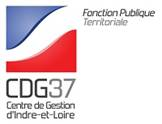 Fonction Publique
Territoriale
CDG37
Centre de Gestion
d'Indre-et-Loire